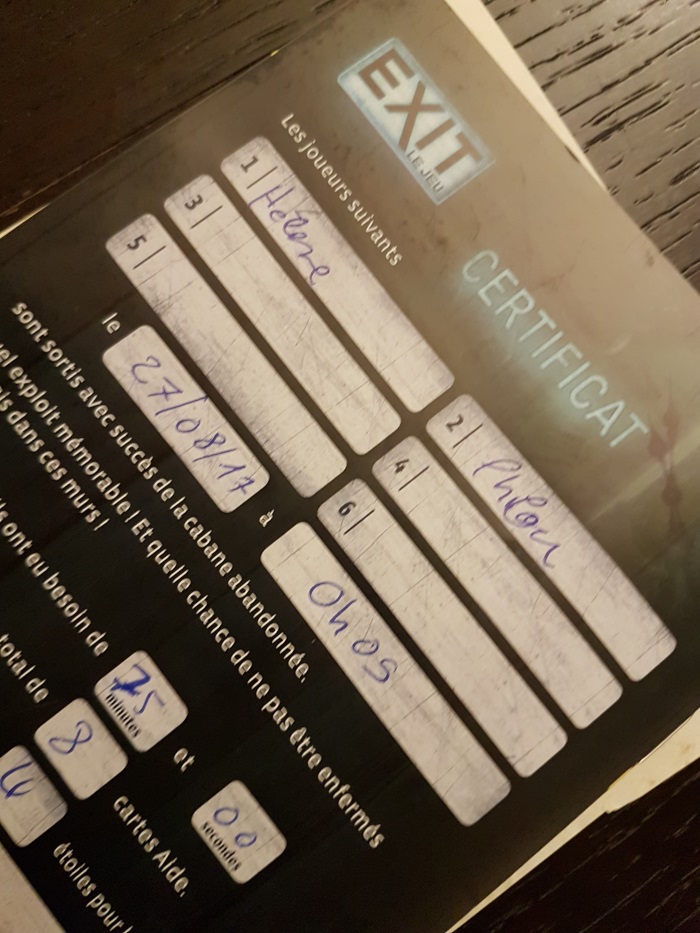 EXIT
LE JEU
CERTIFICAT
Les joueurs suivants
1 Hélène 2
3 4
5 6
le 27/08/17 à 0h05
sont sortis avec succès de la cabane abandonnée.
el exploit mémorable ! Et quelle chance de ne pas être enfermés
is dans ces murs !
s ont eu besoin de 75 minutes et 00 secondes
total de 8 cartes Aide.
étoiles pour